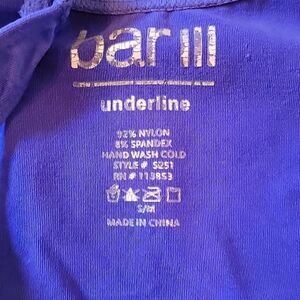 bar III
underline
92% NYLON
8% SPANDEX
HAND WASH COLD
STYLE # 5251
RN # 113853
S/M
MADE IN CHINA